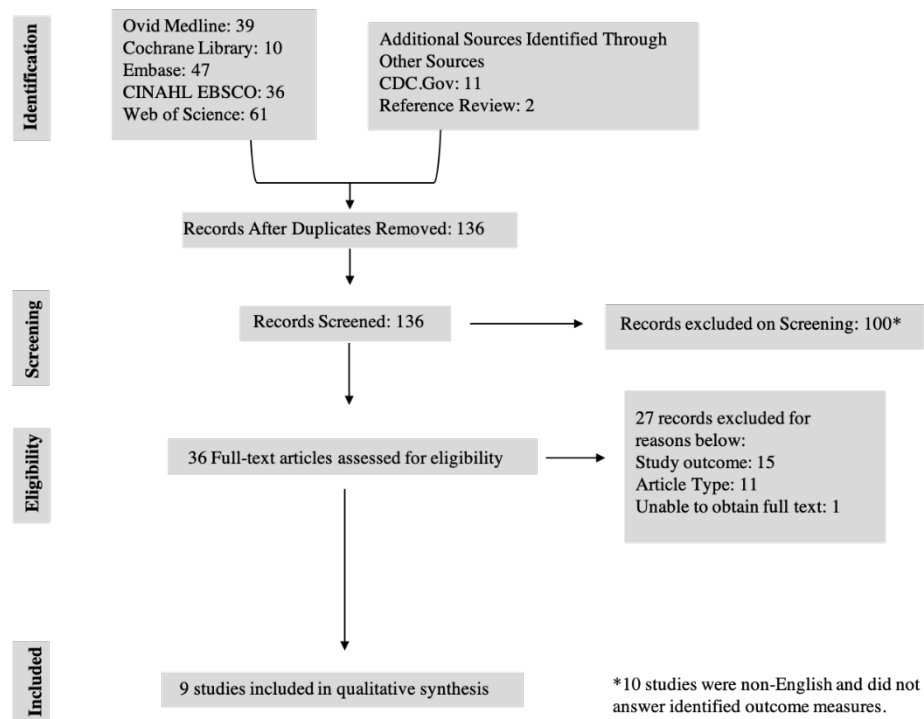 Identification
Ovid Medline: 39
Cochrane Library: 10
Embase: 47
CINAHL EBSCO: 36
Web of Science: 61
Additional Sources Identified Through
Other Sources
CDC.Gov: 11
Reference Review: 2
Records After Duplicates Removed: 136
Screening
Records Screened: 136
Records excluded on Screening: 100*
Eligibility
36 Full-text articles assessed for eligibility
27 records excluded for
reasons below:
Study outcome: 15
Article Type: 11
Unable to obtain full text: 1
Included
9 studies included in qualitative synthesis
*10 studies were non-English and did not
answer identified outcome measures.